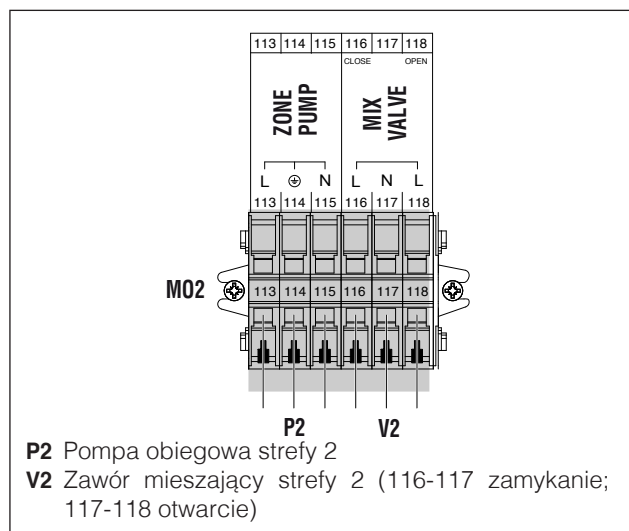 113 114 115 116 117 118
CLOSE OPEN
ZONE
PUMP
MIX
VALVE
L N L N L
113 114 115 116 117 118
M02
113 114 115 116 117 118
P2 V2
P2 Pompa obiegowa strefy 2
V2 Zawór mieszający strefy 2 (116-117 zamykanie;
117-118 otwarcie)